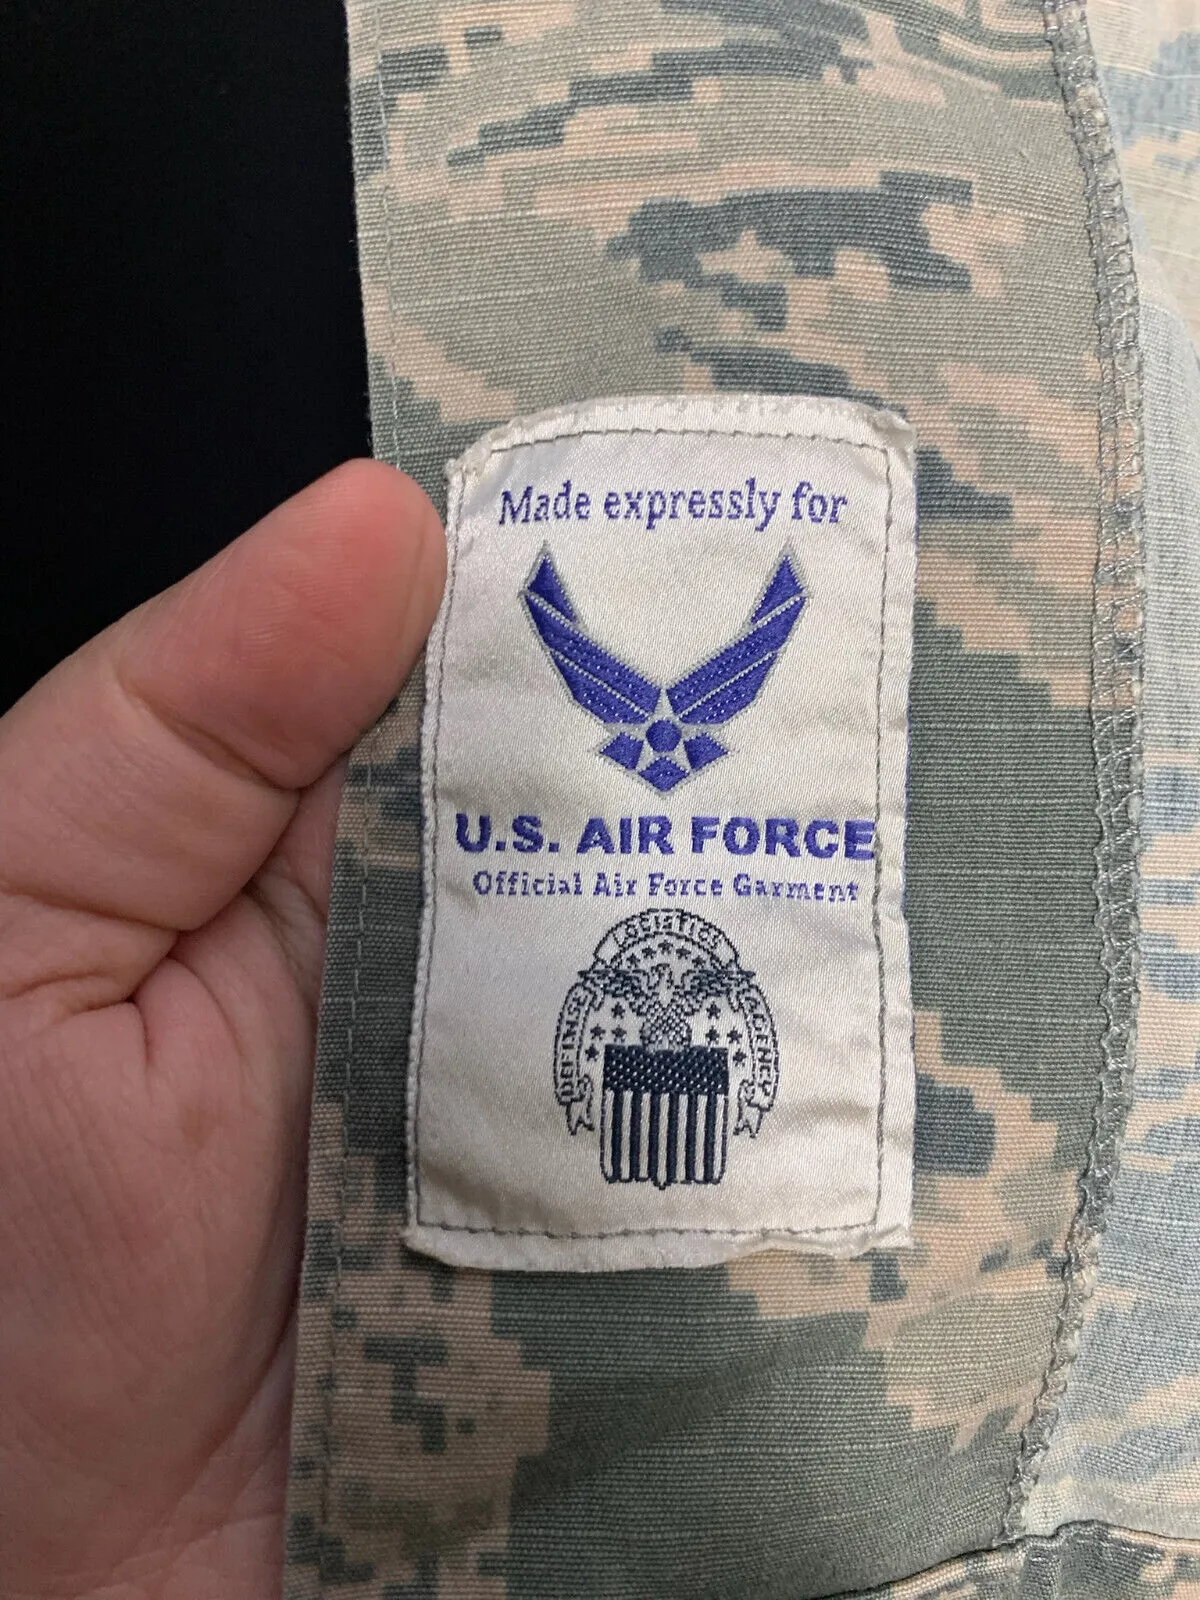 Made expressly for
U.S. AIR FORCE
Official Air Force Garment
DEFENSE LOGISTICS AGENCY